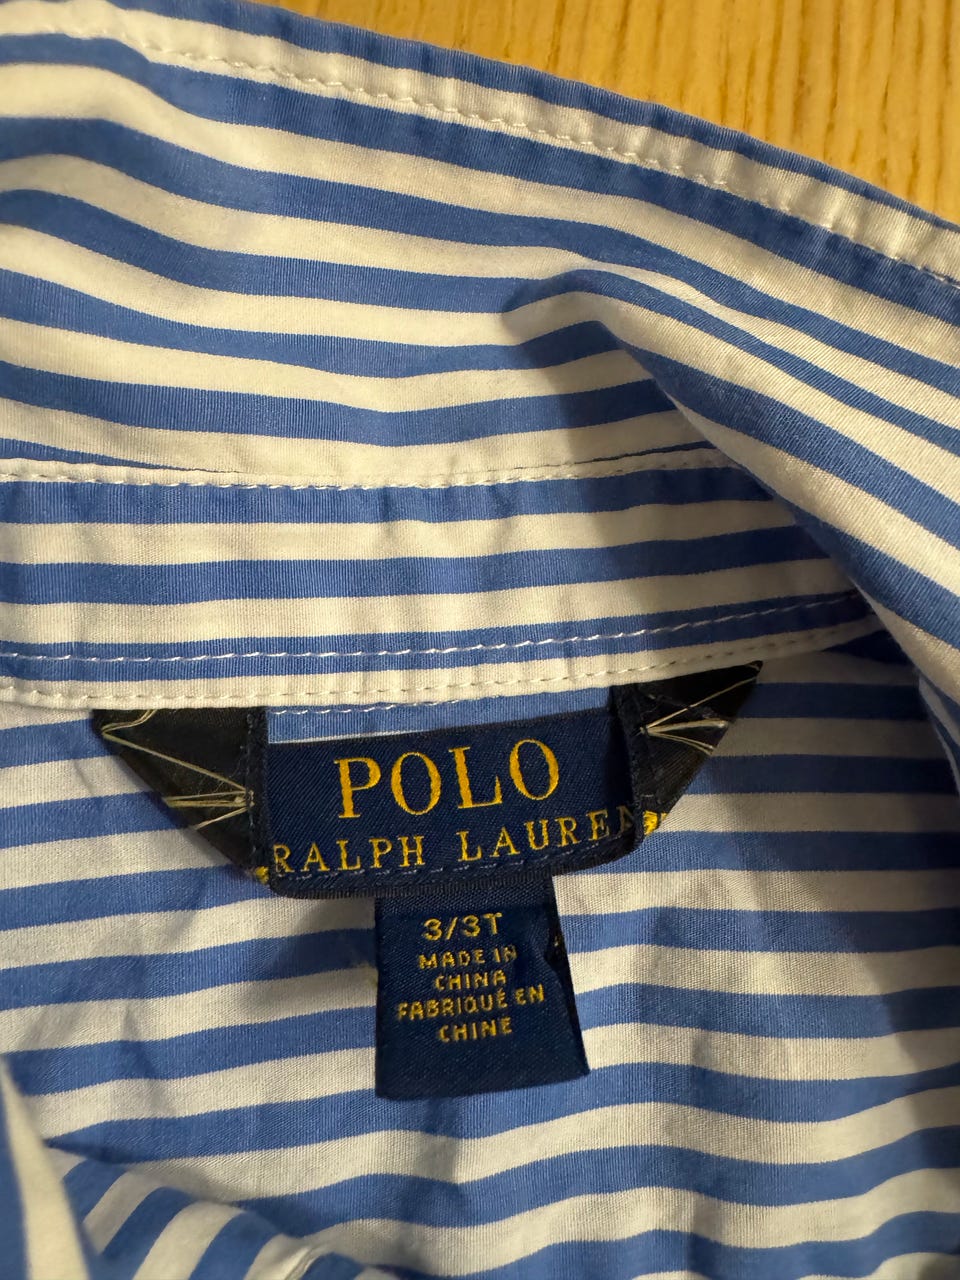 POLO
RALPH LAUREN
3/3T
MADE IN
CHINA
FABRIQUÉ EN
CHINE